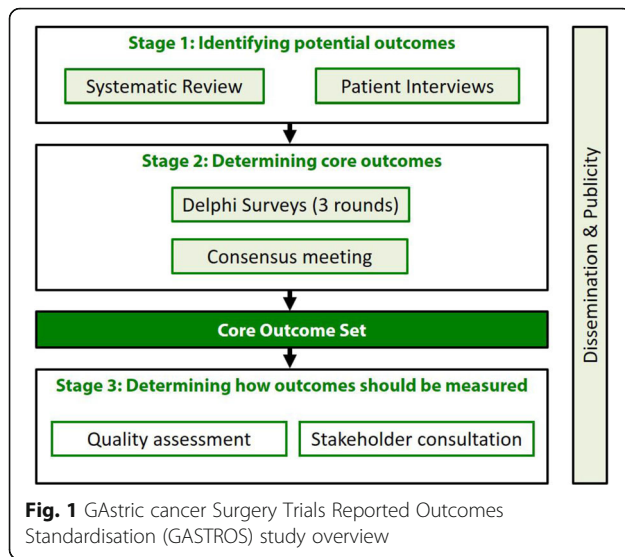 Stage 1: Identifying potential outcomes
Systematic Review
Patient Interviews
Stage 2: Determining core outcomes
Delphi Surveys (3 rounds)
Consensus meeting
Core Outcome Set
Stage 3: Determining how outcomes should be measured
Quality assessment
Stakeholder consultation
Dissemination & Publicity
Fig. 1 GAstric cancer Surgery Trials Reported Outcomes
Standardisation (GASTROS) study overview